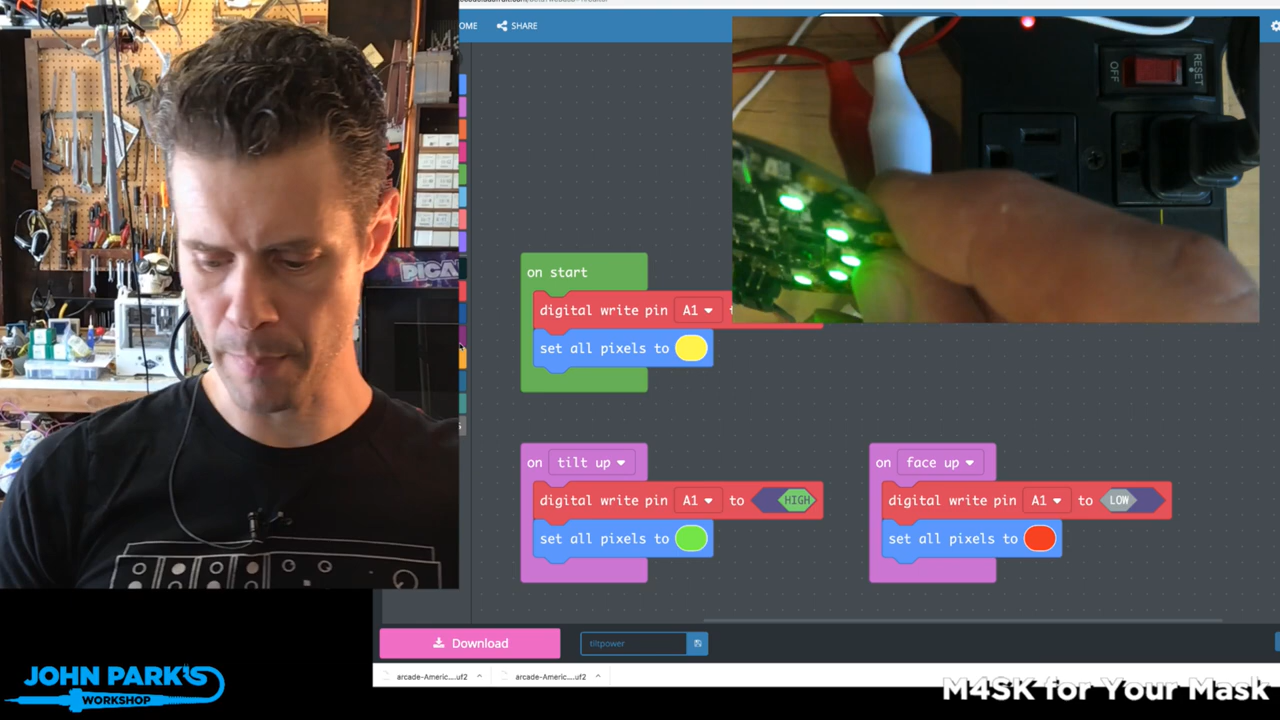 OME
SHARE
OFF
RESET
PICA
on start
digital write pin A1
set all pixels to
on tilt up
on face up
digital write pin A1 to HIGH
digital write pin A1 to LOW
set all pixels to
set all pixels to
Download
tiltpower
arcade-Americ....uf2
arcade-Americ....uf2
JOHN PARK'S
WORKSHOP
M4SK for Your Mask